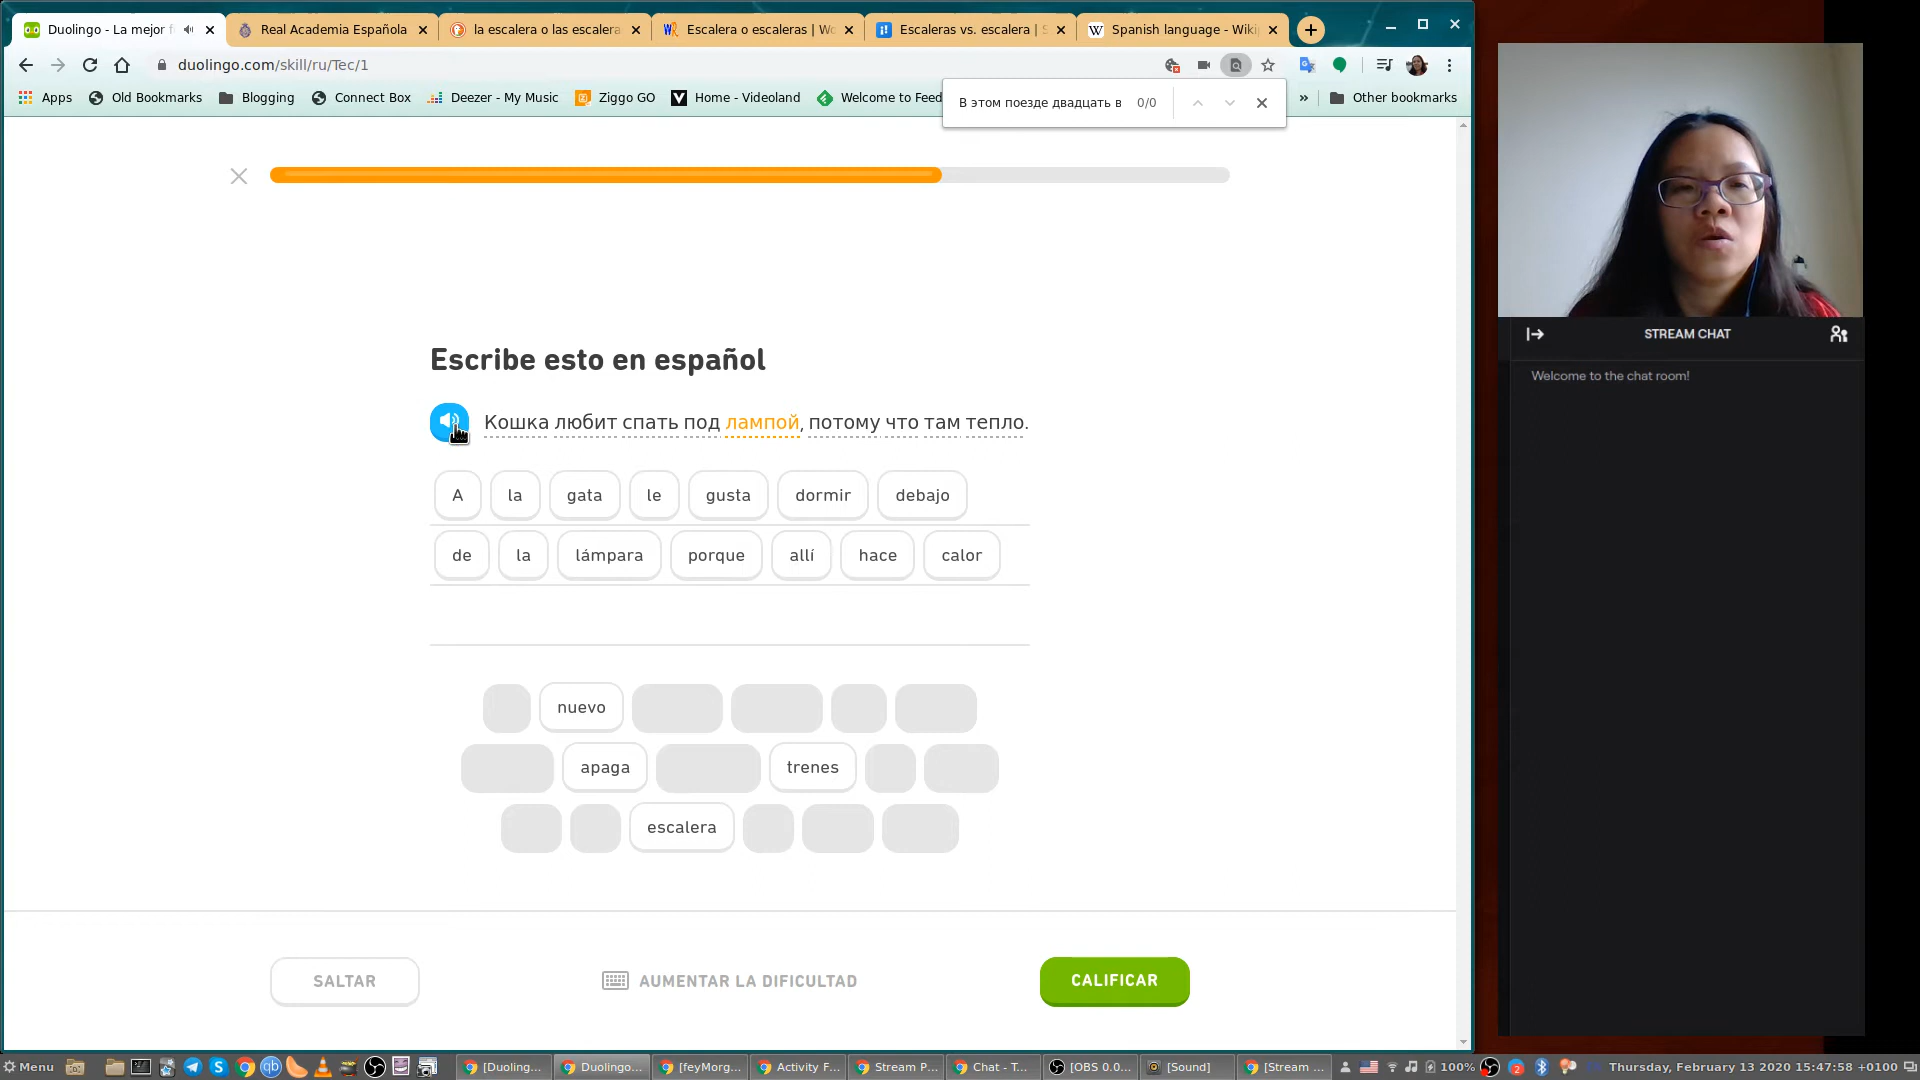 Duolingo - La mejor f
Real Academia Española
la escalera o las escalera
Escalera o escaleras | Wo
Escaleras vs. escalera | S
Spanish language - Wiki
duolingo.com/skill/ru/Tec/1
Apps
Old Bookmarks
Blogging
Connect Box
Deezer - My Music
Ziggo GO
Home - Videoland
Welcome to Feed
»
Other bookmarks
В этом поезде двадцать в
0/0
Escribe esto en español
Кошка любит спать под лампой, потому что там тепло.
A la gata le gusta dormir debajo
de la lámpara porque allí hace calor
nuevo
apaga trenes
escalera
SALTAR
AUMENTAR LA DIFICULTAD
CALIFICAR
STREAM CHAT
Welcome to the chat room!
Menu
[Duoling...
Duolingo...
[feyMorg...
Activity F...
Stream P...
Chat - T...
[OBS 0.0...
[Sound]
[Stream ...
100%
2
Thursday, February 13 2020 15:47:58 +0100